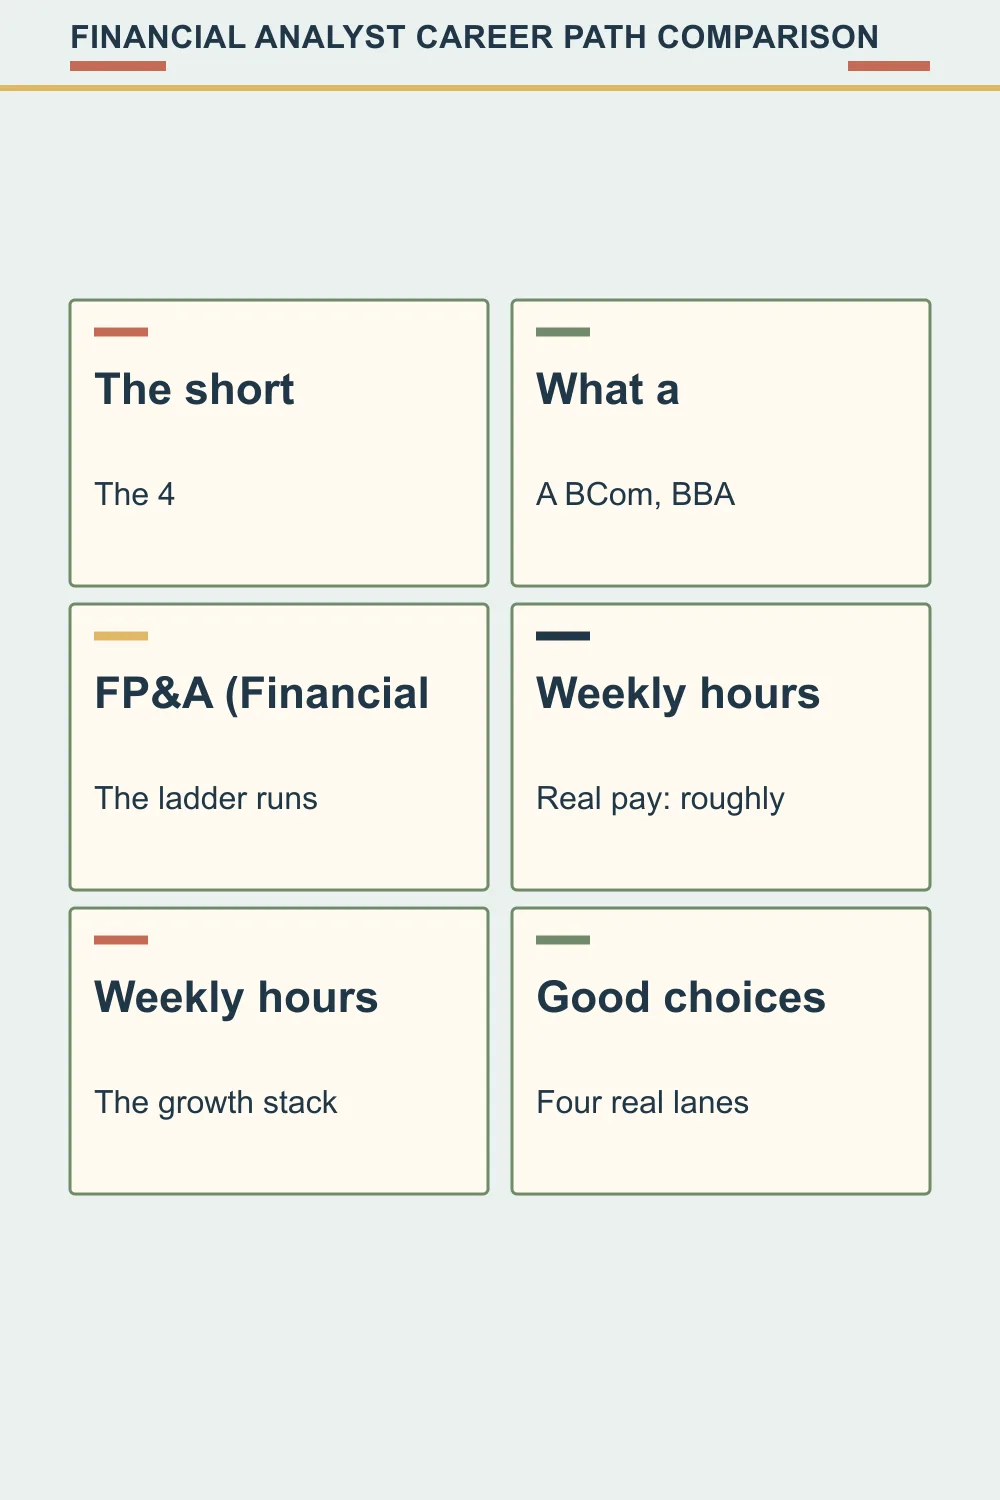 FINANCIAL ANALYST CAREER PATH COMPARISON
The short
The 4
What a
A BCom, BBA
FP&A (Financial
The ladder runs
Weekly hours
Real pay: roughly
Weekly hours
The growth stack
Good choices
Four real lanes